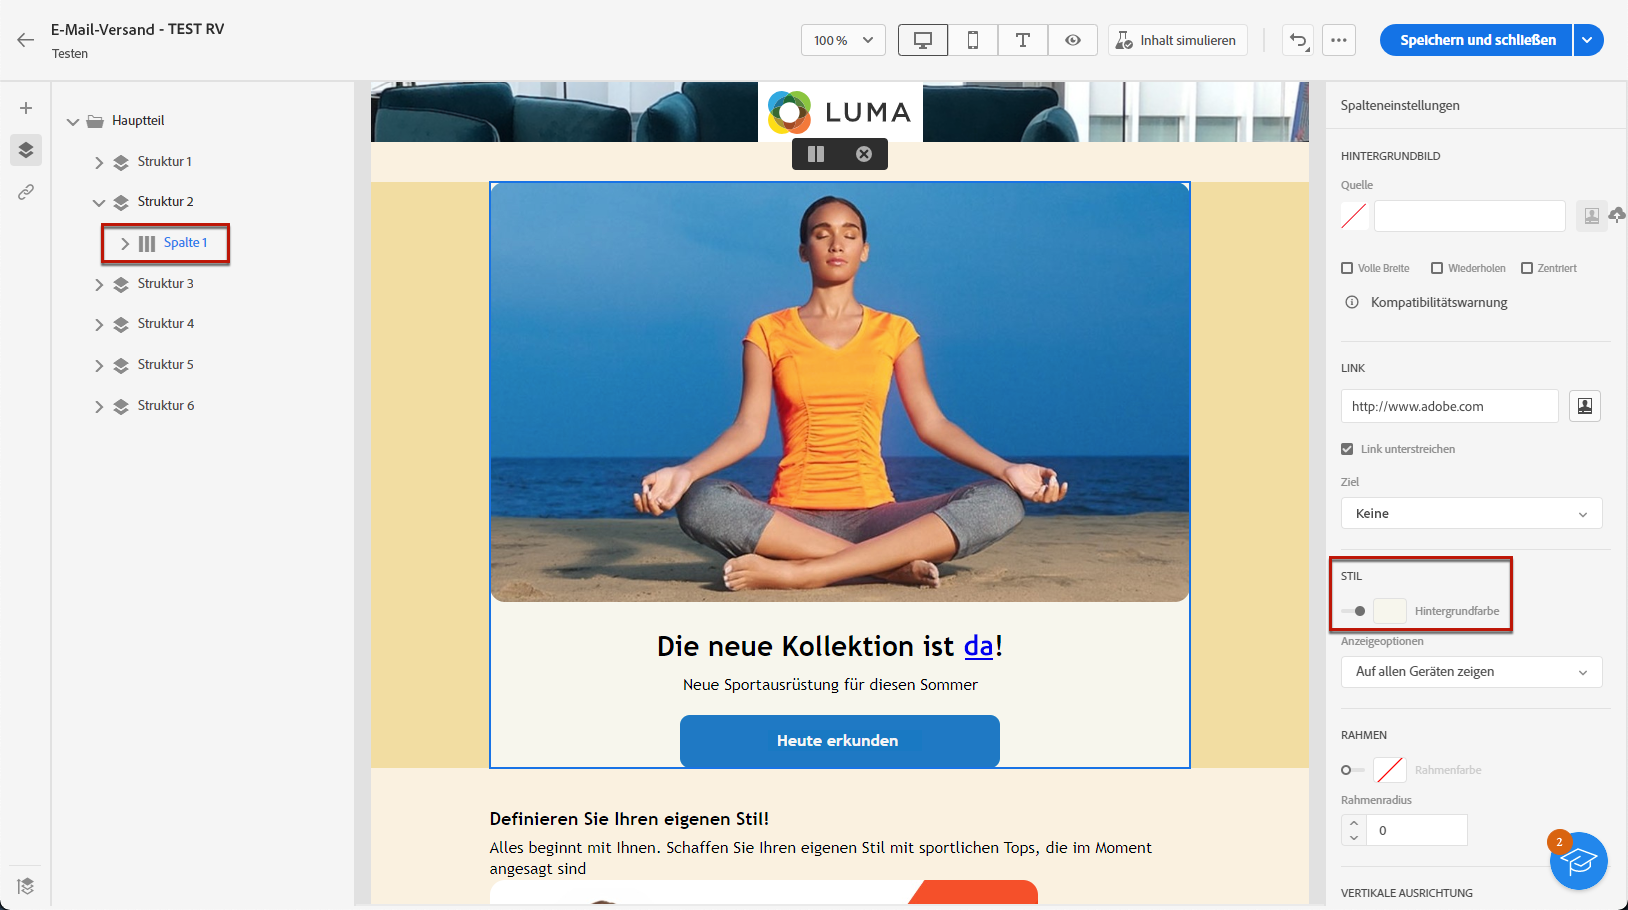 E-Mail-Versand - TEST RV
Testen
100 %
Inhalt simulieren
Speichern und schließen
Hauptteil
Struktur 1
Struktur 2
Spalte 1
Struktur 3
Struktur 4
Struktur 5
Struktur 6
LUMA
Die neue Kollektion ist da!
Neue Sportausrüstung für diesen Sommer
Heute erkunden
Definieren Sie Ihren eigenen Stil!
Alles beginnt mit Ihnen. Schaffen Sie Ihren eigenen Stil mit sportlichen Tops, die im Moment
angesagt sind
Spalteneinstellungen
HINTERGRUNDBILD
Quelle
Volle Breite Wiederholen Zentriert
Kompatibilitätswarnung
LINK
http://www.adobe.com
Link unterstreichen
Ziel
Keine
STIL
Hintergrundfarbe
Anzeigeoptionen
Auf allen Geräten zeigen
RAHMEN
Rahmenfarbe
Rahmenradius
0
2
VERTIKALE AUSRICHTUNG